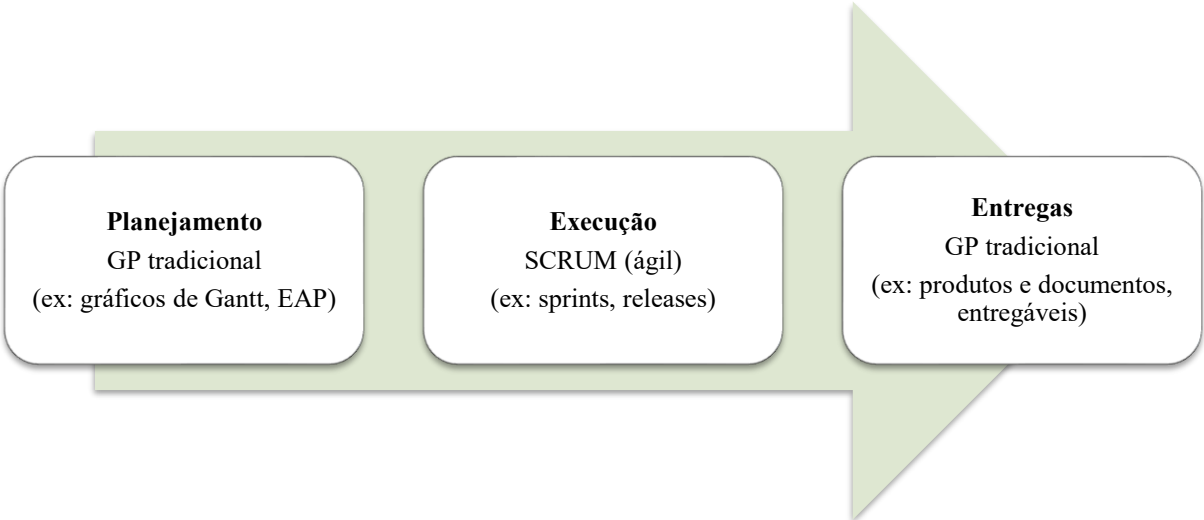 Planejamento
GP tradicional
(ex: gráficos de Gantt, EAP)
Execução
SCRUM (ágil)
(ex: sprints, releases)
Entregas
GP tradicional
(ex: produtos e documentos,
entregáveis)